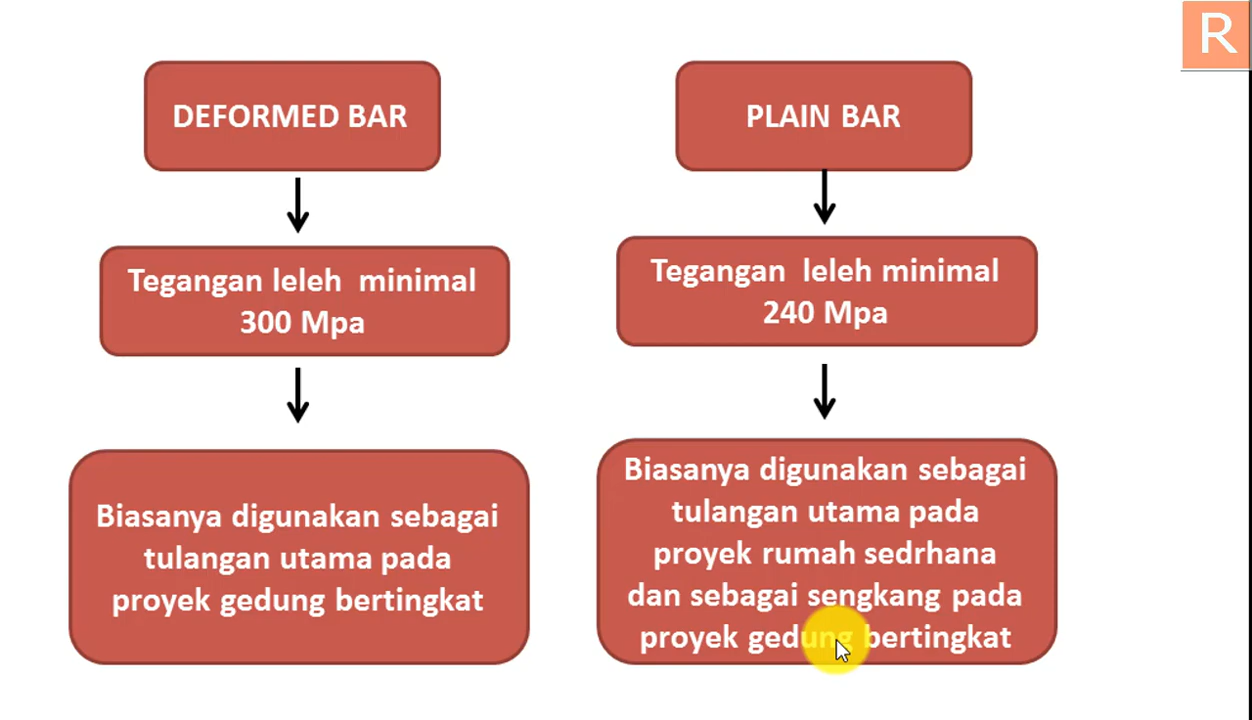 R
DEFORMED BAR
Tegangan leleh minimal
300 Mpa
Biasanya digunakan sebagai
tulangan utama pada
proyek gedung bertingkat
PLAIN BAR
Tegangan leleh minimal
240 Mpa
Biasanya digunakan sebagai
tulangan utama pada
proyek rumah sedrhana
dan sebagai sengkang pada
proyek gedung bertingkat